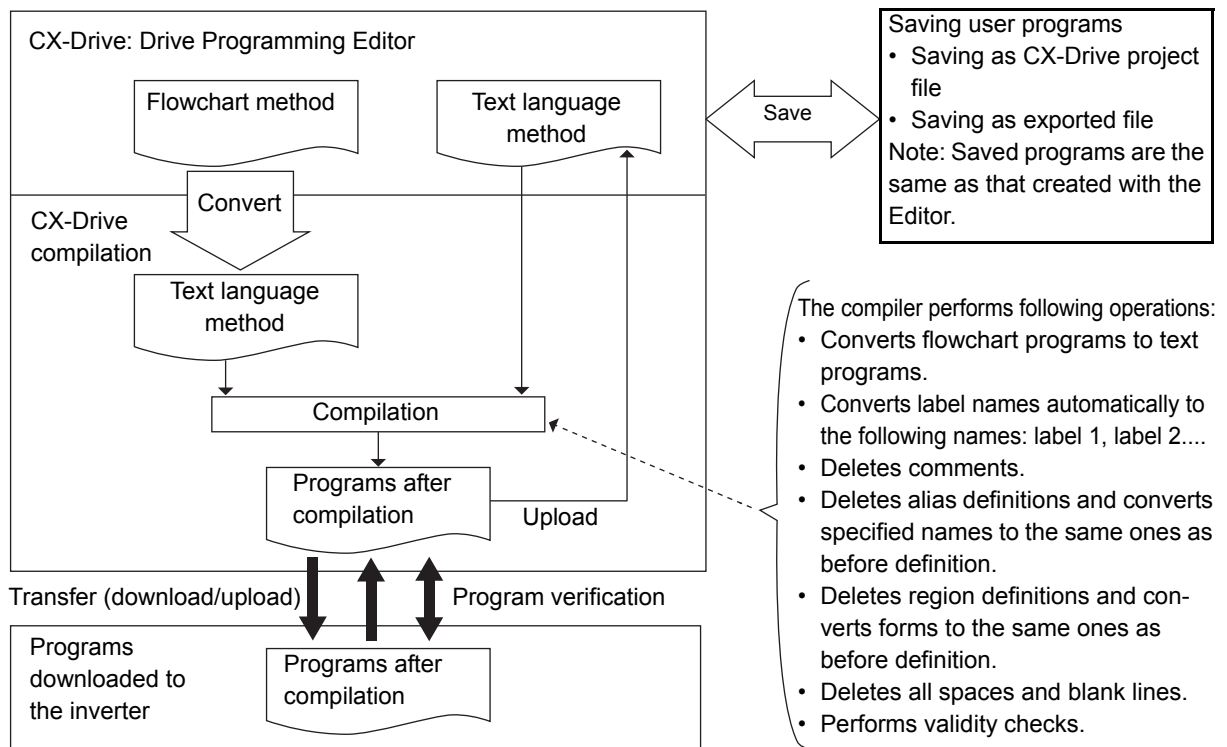 CX-Drive: Drive Programming Editor
Flowchart method
Text language
method
Save
Saving user programs
• Saving as CX-Drive project
file
• Saving as exported file
Note: Saved programs are the
same as that created with the
Editor.
CX-Drive
compilation
Convert
Text language
method
Compilation
Programs after
compilation
Upload
The compiler performs following operations:
• Converts flowchart programs to text
programs.
• Converts label names automatically to
the following names: label 1, label 2....
• Deletes comments.
• Deletes alias definitions and converts
specified names to the same ones as
before definition.
• Deletes region definitions and con-
verts forms to the same ones as
before definition.
• Deletes all spaces and blank lines.
• Performs validity checks.
Transfer (download/upload)
Program verification
Programs
downloaded to
the inverter
Programs after
compilation